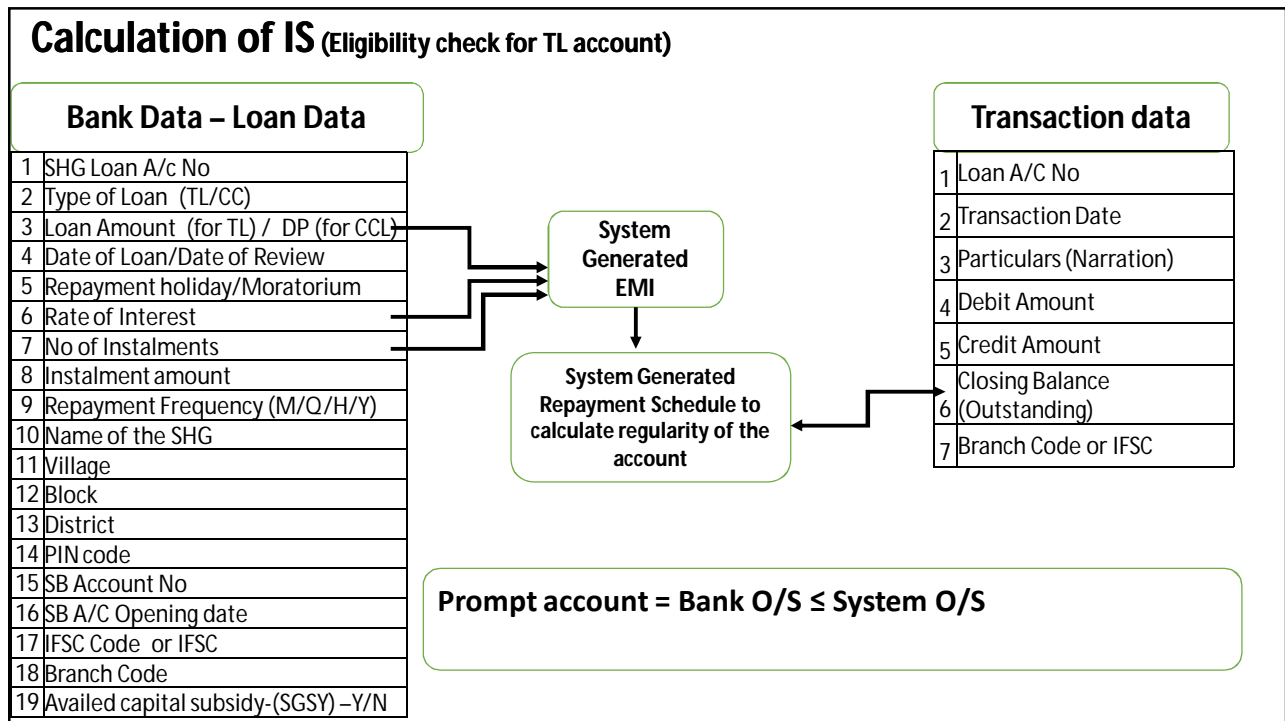 Calculation of IS (Eligibility check for TL account)
Bank Data – Loan Data
1 SHG Loan A/c No
2 Type of Loan (TL/CC)
3 Loan Amount (for TL) / DP (for CCL)
4 Date of Loan/Date of Review
5 Repayment holiday/Moratorium
6 Rate of Interest
7 No of Instalments
8 Instalment amount
9 Repayment Frequency (M/Q/H/Y)
10 Name of the SHG
11 Village
12 Block
13 District
14 PIN code
15 SB Account No
16 SB A/C Opening date
17 IFSC Code or IFSC
18 Branch Code
19 Availed capital subsidy-(SGSY) –Y/N
System
Generated
EMI
System Generated
Repayment Schedule to
calculate regularity of the
account
Transaction data
1 Loan A/C No
2 Transaction Date
3 Particulars (Narration)
4 Debit Amount
5 Credit Amount
Closing Balance
6 (Outstanding)
7 Branch Code or IFSC
Prompt account = Bank O/S ≤ System O/S